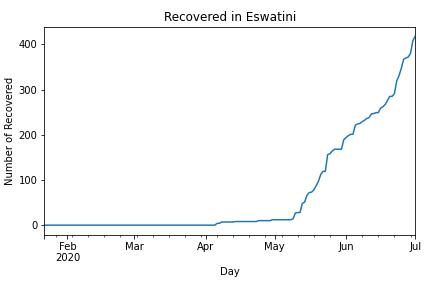 Recovered in Eswatini
Number of Recovered
400
300
200
100
0
Feb
2020
Mar
Apr
May
Jun
Jul
Day